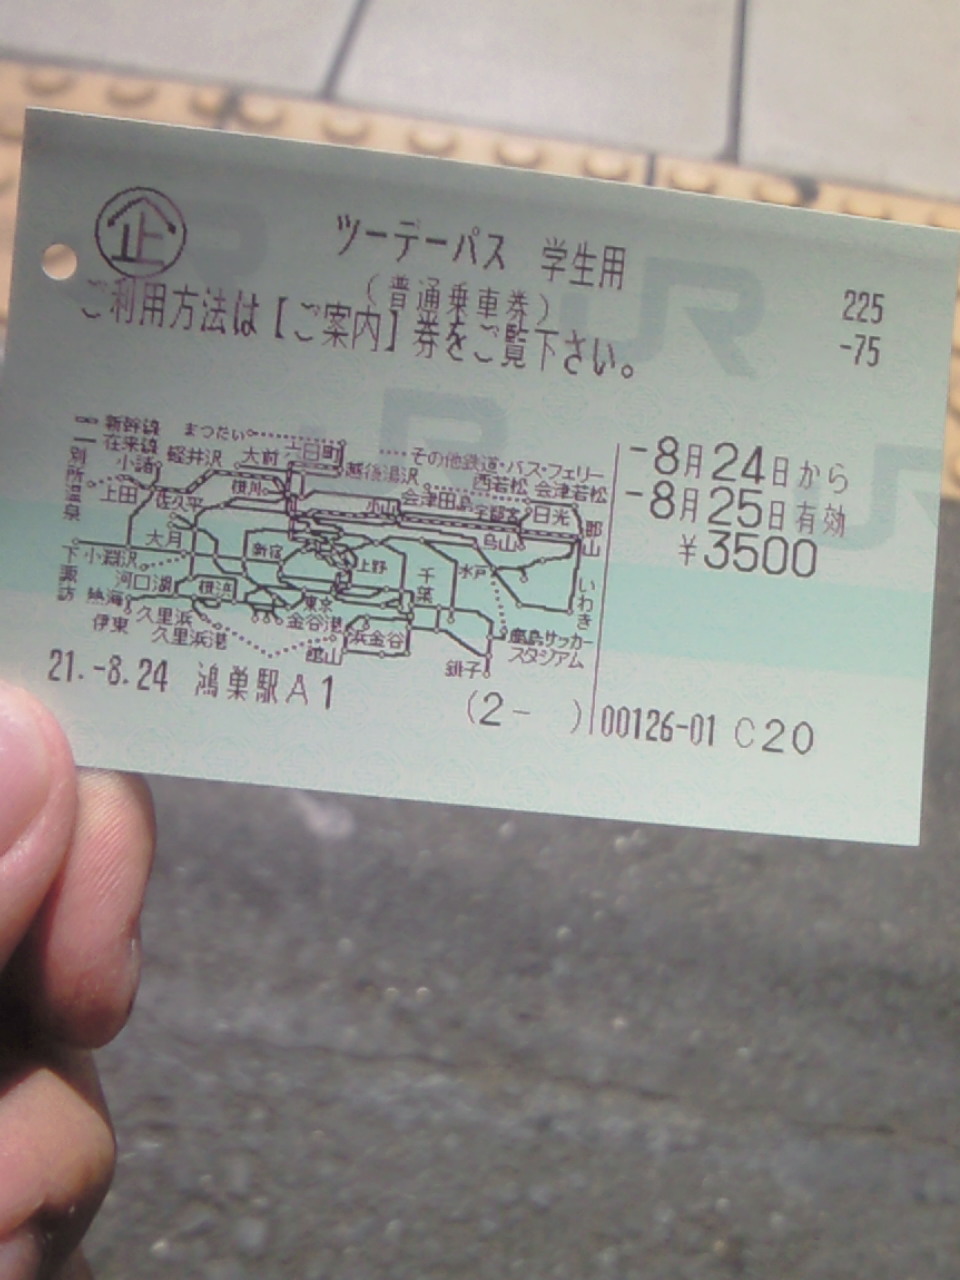 企
ツーデーパス 学生用
(普通乗車券)
ご利用方法は【ご案内】券をご覧下さい。
225
-75
新幹線
在来線
まつだい
六日町
越後湯沢
その他鉄道・バス・フェリー
西若松 会津若松
会津田島
別所温泉
小諸
軽井沢
大前
上田
佐久平
小山
宇都宮
日光
郡山
烏山
大月
新宿
上野
千葉
水戸
いわき
下諏訪
小淵沢
河口湖
横浜
東京
熱海
久里浜
金谷港
浜金谷
鹿島サッカースタジアム
伊東
久里浜港
館山
銚子
-8月24日から
-8月25日有効
¥3500
21.-8.24 鴻巣駅A1
(2- )
00126-01 C20
JR